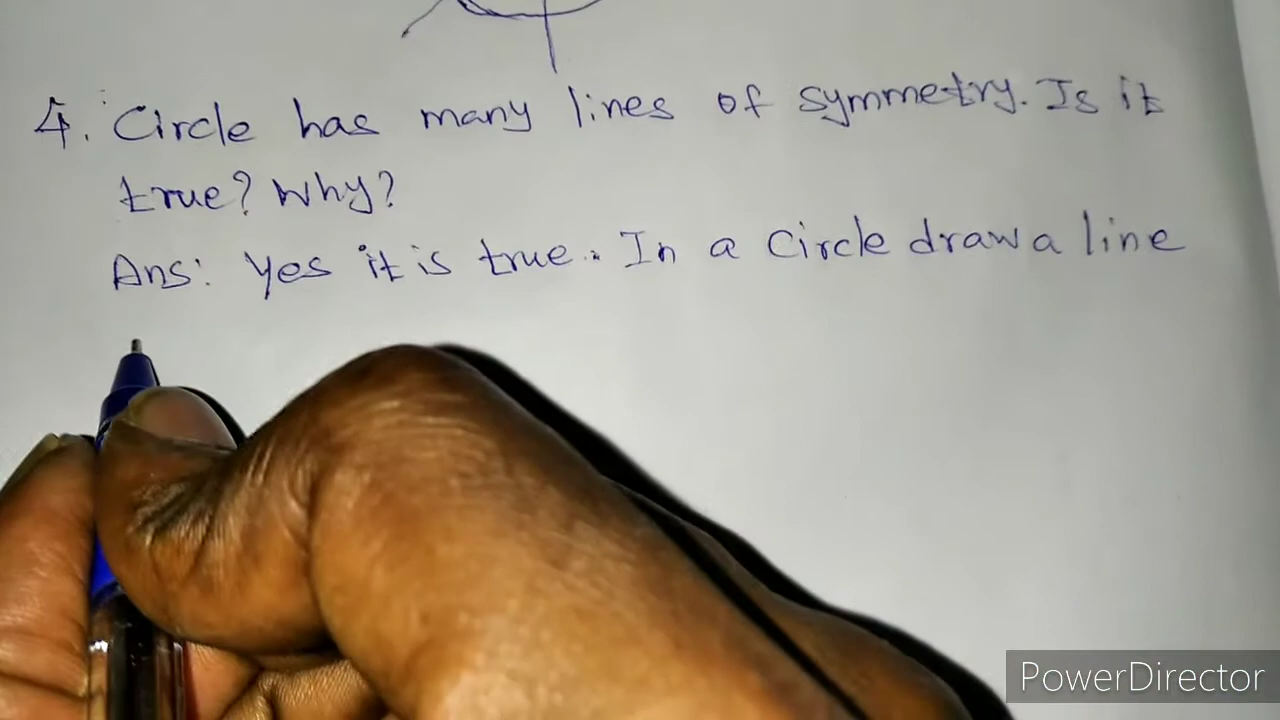 4. Circle has many lines of symmetry. Is it
true? Why?
Ans: Yes it is true. In a Circle draw a line
PowerDirector